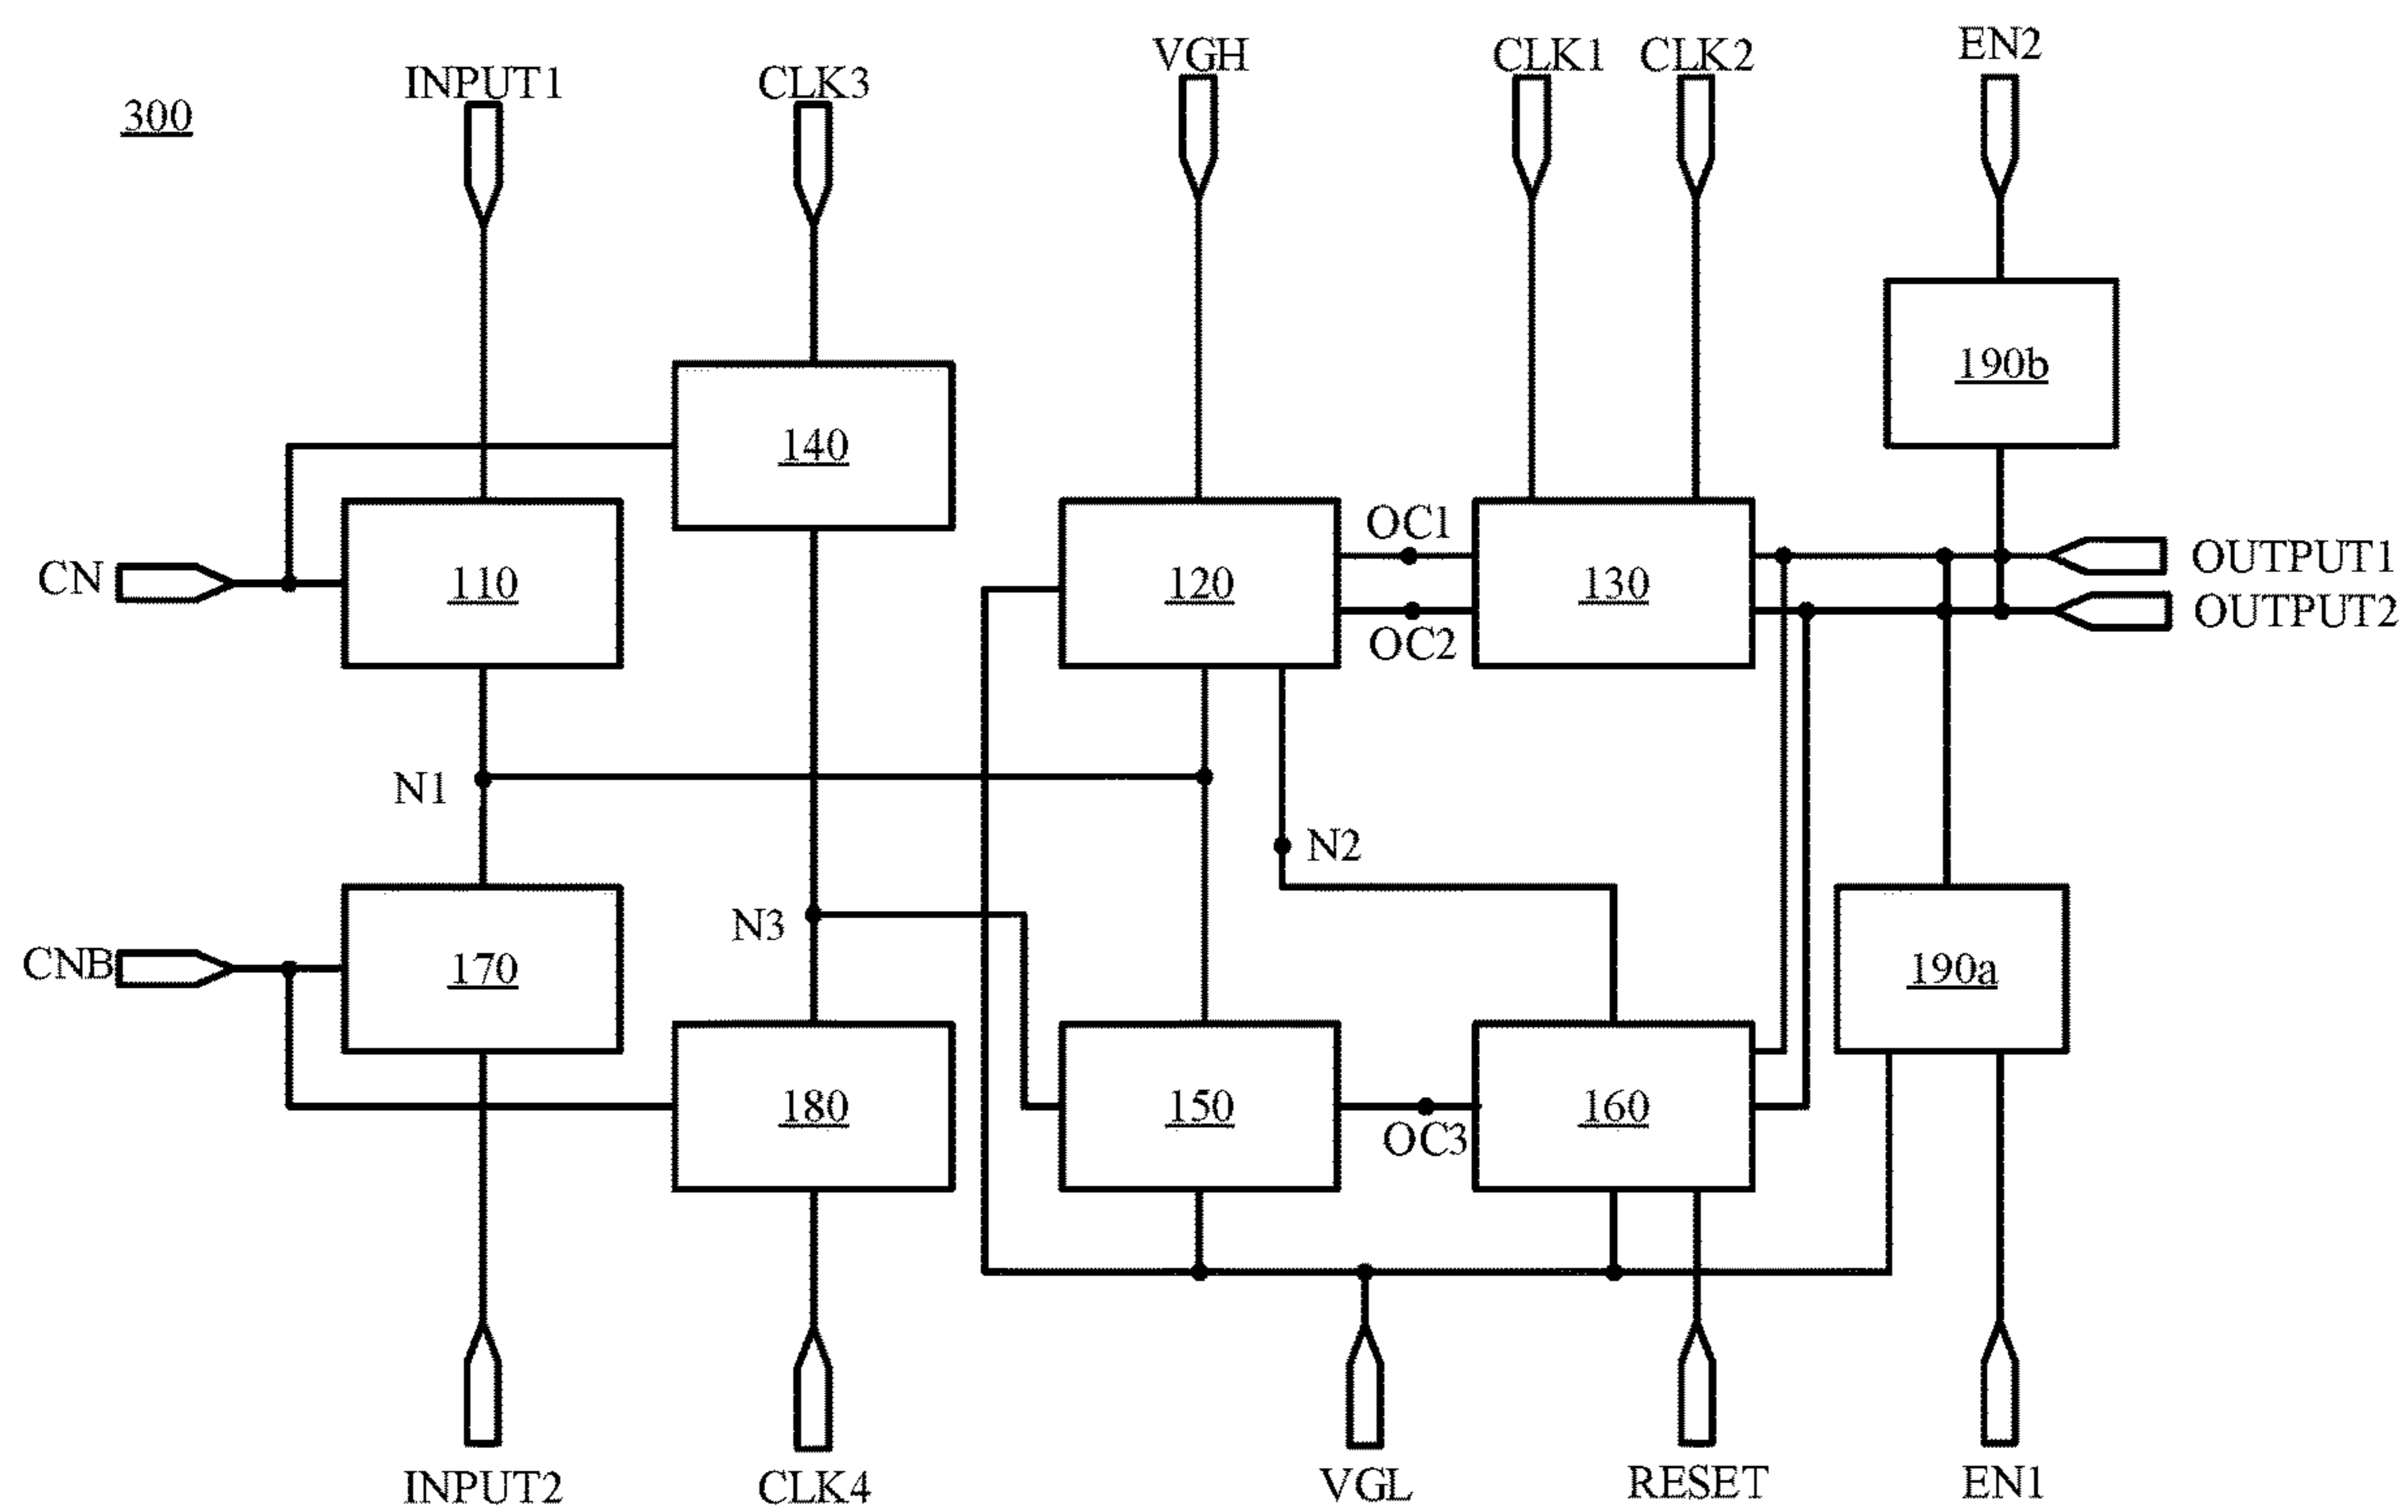 EN2
VGH CLK1 CLK2
INPUT1 CLK3
300
190b
140
OC1
OUTPUT1
CN 110 120 130
OUTPUT2
OC2
N1
N2
N3
CNB 170 190a
180 150 160
OC3
INPUT2 CLK4 VGL RESET EN1